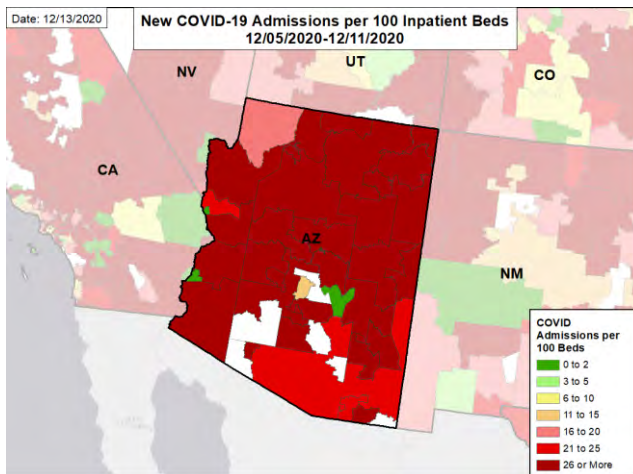 Date: 12/13/2020
New COVID-19 Admissions per 100 Inpatient Beds
12/05/2020-12/11/2020
NV
UT
CO
CA
AZ
NM
COVID
Admissions per
100 Beds
0 to 2
3 to 5
6 to 10
11 to 15
16 to 20
21 to 25
26 or More